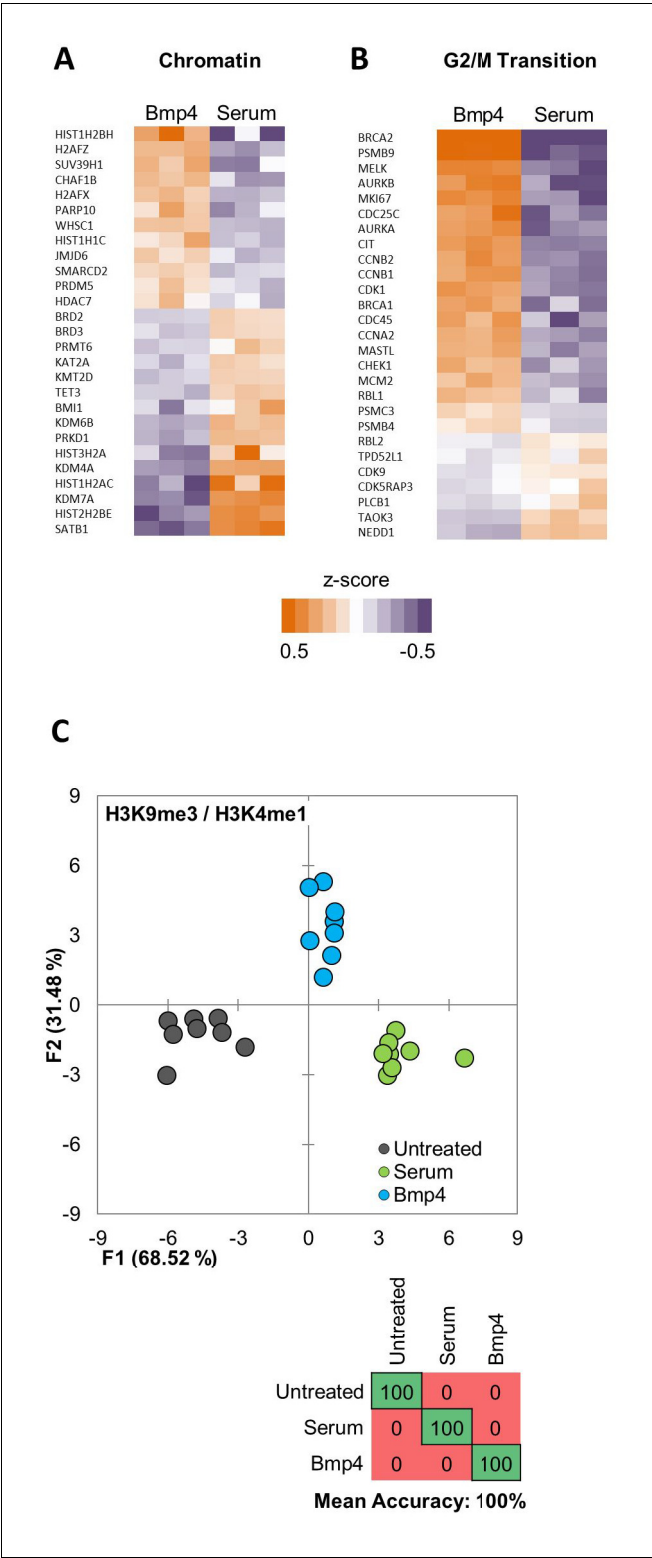 A
Chromatin
Bmp4 Serum
HIST1H2BH
H2AFZ
SUV39H1
CHAF1B
H2AFX
PARP10
WHSC1
HIST1H1C
JMJD6
SMARCD2
PRDM5
HDAC7
BRD2
BRD3
PRMT6
KAT2A
KMT2D
TET3
BMI1
KDM6B
PRKD1
HIST3H2A
KDM4A
HIST1H2AC
KDM7A
HIST2H2BE
SATB1
B
G2/M Transition
Bmp4 Serum
BRCA2
PSMB9
MELK
AURKB
MKI67
CDC25C
AURKA
CIT
CCNB2
CCNB1
CDK1
BRCA1
CDC45
CCNA2
MASTL
CHEK1
MCM2
RBL1
PSMC3
PSMB4
RBL2
TPD52L1
CDK9
CDK5RAP3
PLCB1
TAOK3
NEDD1
z-score
0.5 -0.5
C
H3K9me3 / H3K4me1
9
6
3
0
-3
-6
-9
F2 (31.48 %)
Untreated
Serum
Bmp4
-9 -6 -3 0 3 6 9
F1 (68.52 %)
Untreated Serum Bmp4
Untreated 100 0 0
Serum 0 100 0
Bmp4 0 0 100
Mean Accuracy: 100%